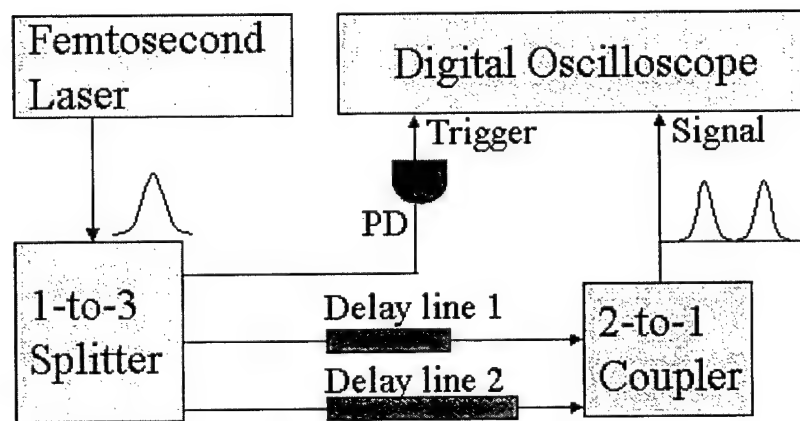 Femtosecond
Laser
Digital Oscilloscope
Trigger
Signal
PD
1-to-3
Splitter
Delay line 1
Delay line 2
2-to-1
Coupler